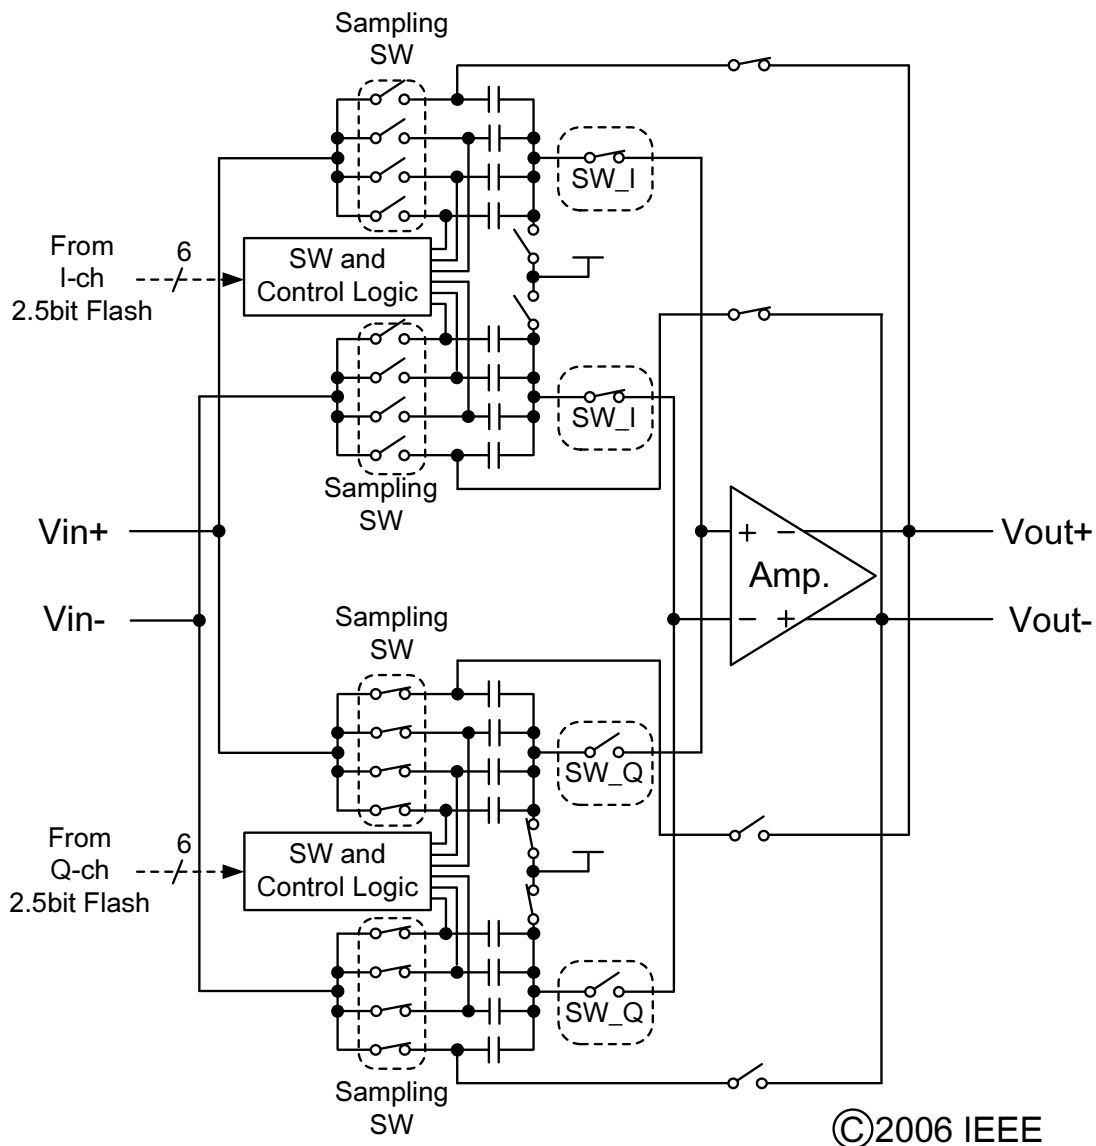 Sampling
SW
SW_I
From
I-ch
2.5bit Flash
6
SW and
Control Logic
SW_I
Sampling
SW
Vin+
Vin-
+ −
Amp.
− +
Vout+
Vout-
Sampling
SW
SW_Q
From
Q-ch
2.5bit Flash
6
SW and
Control Logic
SW_Q
Sampling
SW
©2006 IEEE